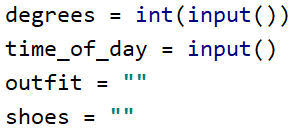 degrees = int(input())
time_of_day = input()
outfit = ""
shoes = ""